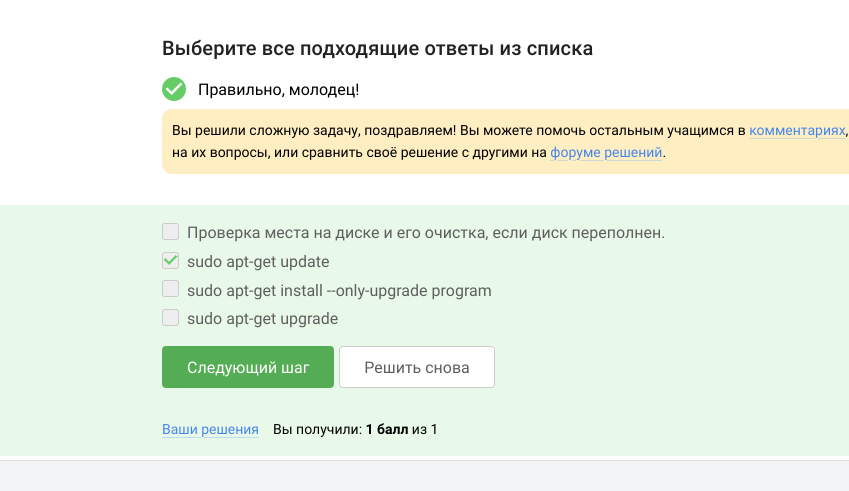 Выберите все подходящие ответы из списка
Правильно, молодец!
Вы решили сложную задачу, поздравляем! Вы можете помочь остальным учащимся в комментариях,
на их вопросы, или сравнить своё решение с другими на форуме решений.
Проверка места на диске и его очистка, если диск переполнен.
sudo apt-get update
sudo apt-get install --only-upgrade program
sudo apt-get upgrade
Следующий шаг Решить снова
Ваши решения Вы получили: 1 балл из 1